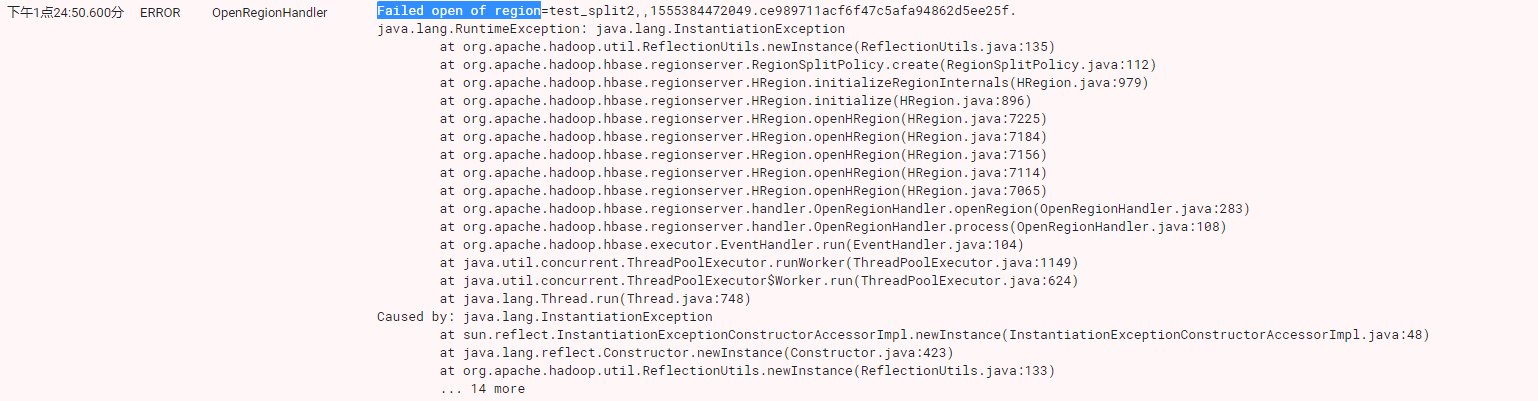 下午1点24:50.600分 ERROR OpenRegionHandler Failed open of region=test_split2,,1555384472049.ce989711acf6f47c5afa94862d5ee25f.
java.lang.RuntimeException: java.lang.InstantiationException
at org.apache.hadoop.util.ReflectionUtils.newInstance(ReflectionUtils.java:135)
at org.apache.hadoop.hbase.regionserver.RegionSplitPolicy.create(RegionSplitPolicy.java:112)
at org.apache.hadoop.hbase.regionserver.HRegion.initializeRegionInternals(HRegion.java:979)
at org.apache.hadoop.hbase.regionserver.HRegion.initialize(HRegion.java:896)
at org.apache.hadoop.hbase.regionserver.HRegion.openHRegion(HRegion.java:7225)
at org.apache.hadoop.hbase.regionserver.HRegion.openHRegion(HRegion.java:7184)
at org.apache.hadoop.hbase.regionserver.HRegion.openHRegion(HRegion.java:7156)
at org.apache.hadoop.hbase.regionserver.HRegion.openHRegion(HRegion.java:7114)
at org.apache.hadoop.hbase.regionserver.HRegion.openHRegion(HRegion.java:7065)
at org.apache.hadoop.hbase.regionserver.handler.OpenRegionHandler.openRegion(OpenRegionHandler.java:283)
at org.apache.hadoop.hbase.regionserver.handler.OpenRegionHandler.process(OpenRegionHandler.java:108)
at org.apache.hadoop.hbase.executor.EventHandler.run(EventHandler.java:104)
at java.util.concurrent.ThreadPoolExecutor.runWorker(ThreadPoolExecutor.java:1149)
at java.util.concurrent.ThreadPoolExecutor$Worker.run(ThreadPoolExecutor.java:624)
at java.lang.Thread.run(Thread.java:748)
Caused by: java.lang.InstantiationException
at sun.reflect.InstantiationExceptionConstructorAccessorImpl.newInstance(InstantiationExceptionConstructorAccessorImpl.java:48)
at java.lang.reflect.Constructor.newInstance(Constructor.java:423)
at org.apache.hadoop.util.ReflectionUtils.newInstance(ReflectionUtils.java:133)
... 14 more